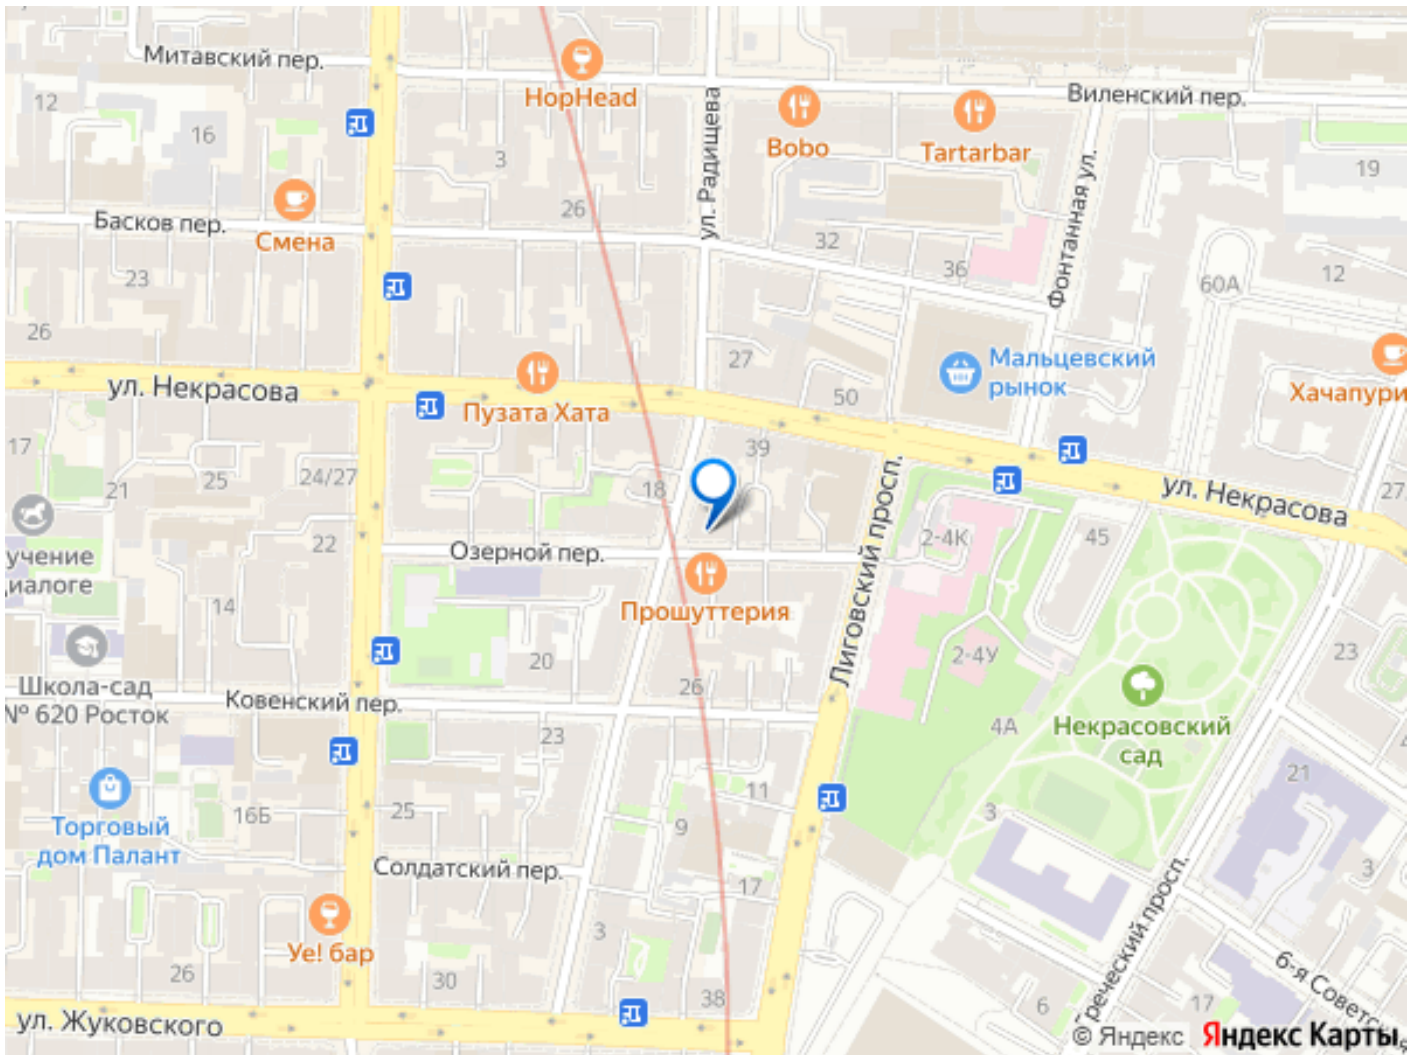 Митавский пер.
HopHead
Виленский пер.
12
16
3
Bobo
Tartarbar
19
ул. Радищева
Фонтанная ул.
Басков пер.
Смена
26
32
36
23
60А
12
26
27
Мальцевский
рынок
ул. Некрасова
Пузата Хата
50
Хачапури
17
21
25
24/27
18
39
ул. Некрасова
27
учение
22
Озерной пер.
2-4К
45
Лиговский просп.
14
Прошуттерия
20
2-4У
23
Школа-сад
№ 620 Росток
Ковенский пер.
26
4А
Некрасовский
сад
23
11
21
Торговый
дом Палант
16Б
25
9
3
3
Солдатский пер.
17
Греческий просп.
Уе! бар
3
26
30
38
6
17
6-я Советская
ул. Жуковского
© Яндекс
Яндекс Карты